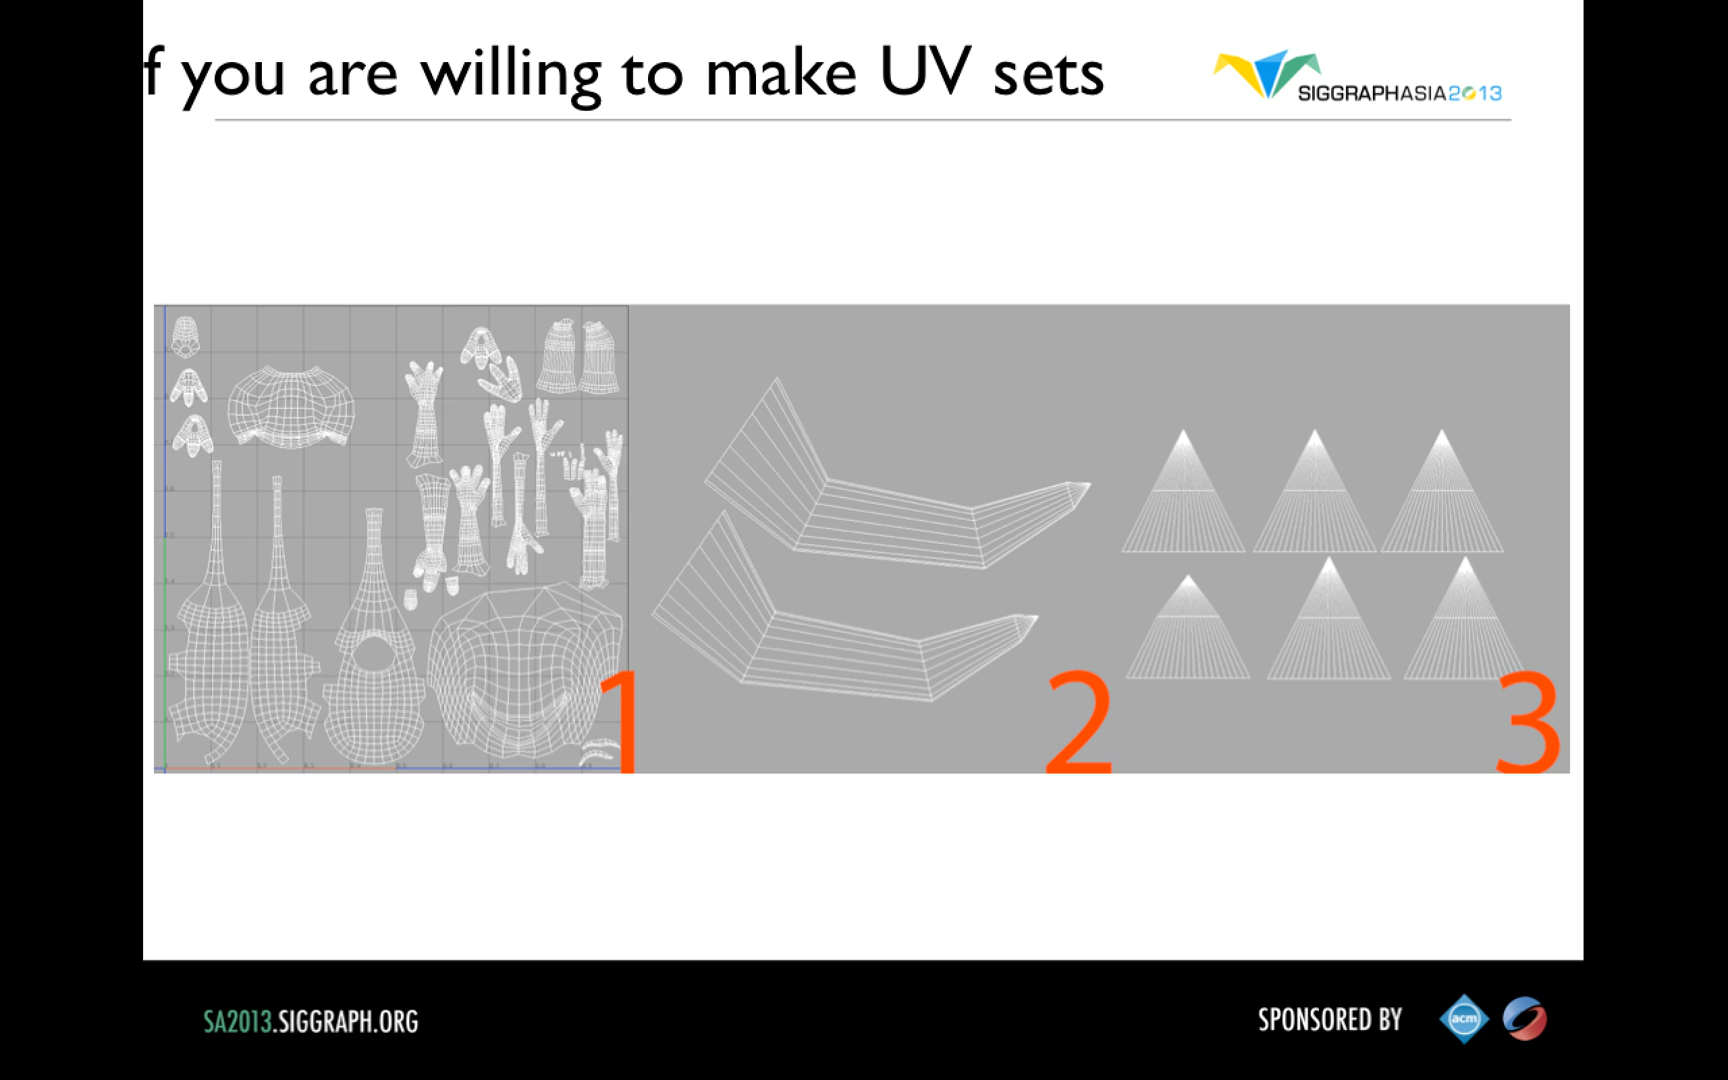 f you are willing to make UV sets
SIGGRAPHASIA2013
1
2
3
SA2013.SIGGRAPH.ORG
SPONSORED BY
acm